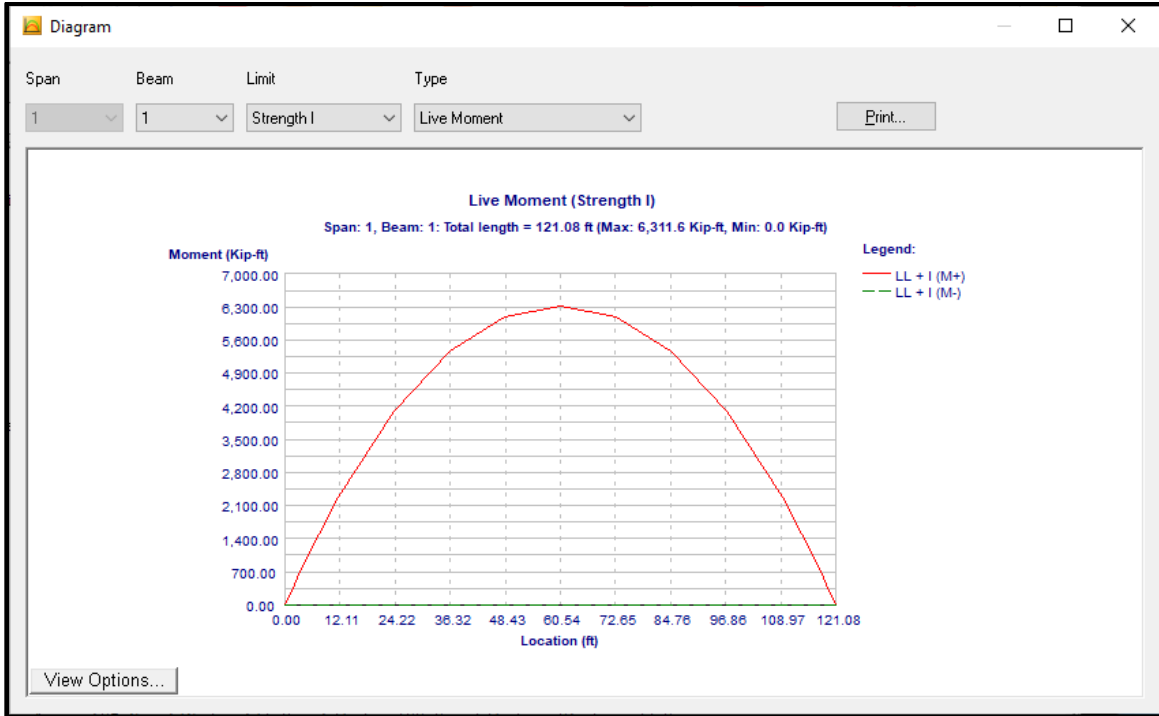 Diagram
Span Beam Limit Type
1 1 Strength I Live Moment Print...
Live Moment (Strength I)
Span: 1, Beam: 1: Total length = 121.08 ft (Max: 6,311.6 Kip-ft, Min: 0.0 Kip-ft)
Moment (Kip-ft)
Legend:
LL + I (M+)
LL + I (M-)
7,000.00
6,300.00
5,600.00
4,900.00
4,200.00
3,500.00
2,800.00
2,100.00
1,400.00
700.00
0.00
0.00 12.11 24.22 36.32 48.43 60.54 72.65 84.76 96.86 108.97 121.08
Location (ft)
View Options...